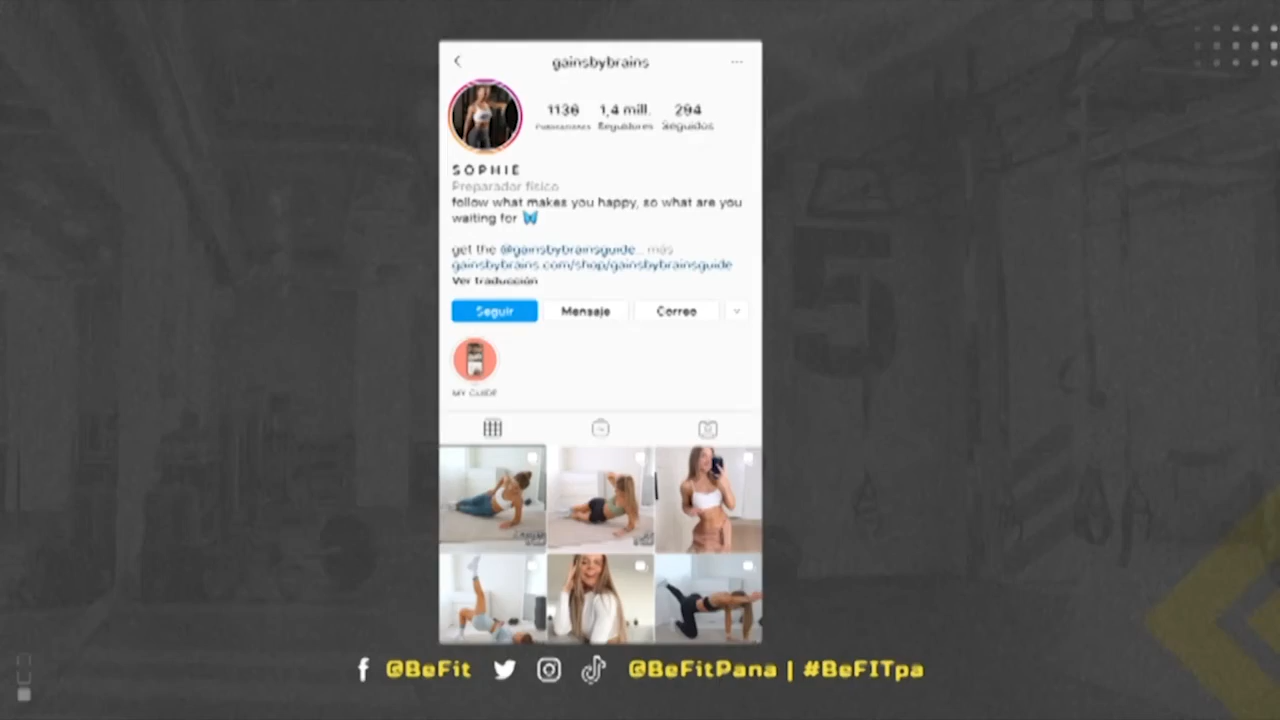 gainsbybrains
1136 1,4 mill. 294
Publicaciones Seguidores Seguidos
SOPHIE
Preparador físico
follow what makes you happy, so what are you
waiting for
get the @gainsbybrainsguide... más
gainsbybrains.com/shop/gainsbybrainsguide
Ver traducción
Seguir Mensaje Correo
MY GUIDE
5
@BeFit @BeFitPana | #BeFITpa